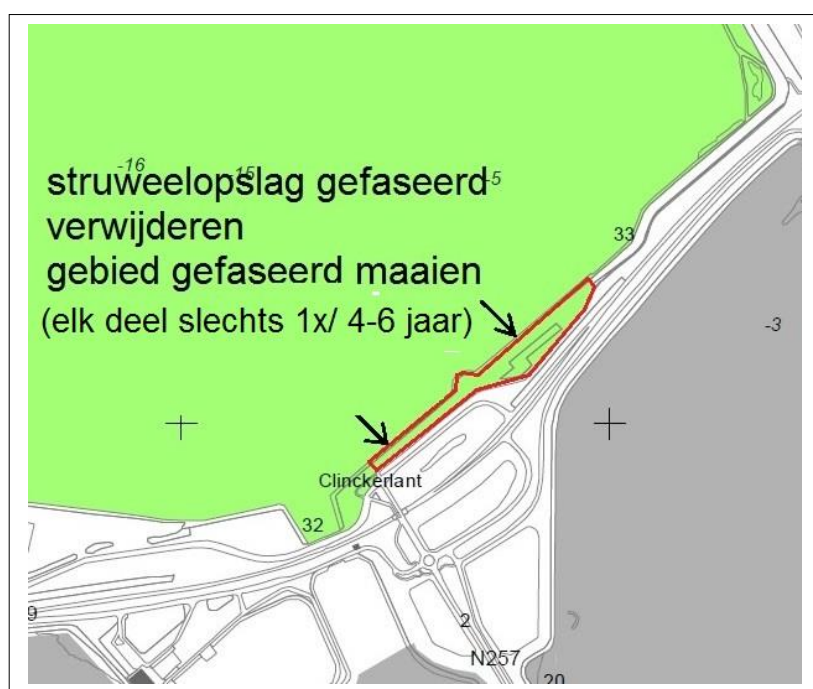 -16
-15
struweelopslag gefaseerd
-5
verwijderen
33
gebied gefaseerd maaien
(elk deel slechts 1x/ 4-6 jaar)
-3
Clinckerlant
32
9
2
N257
20